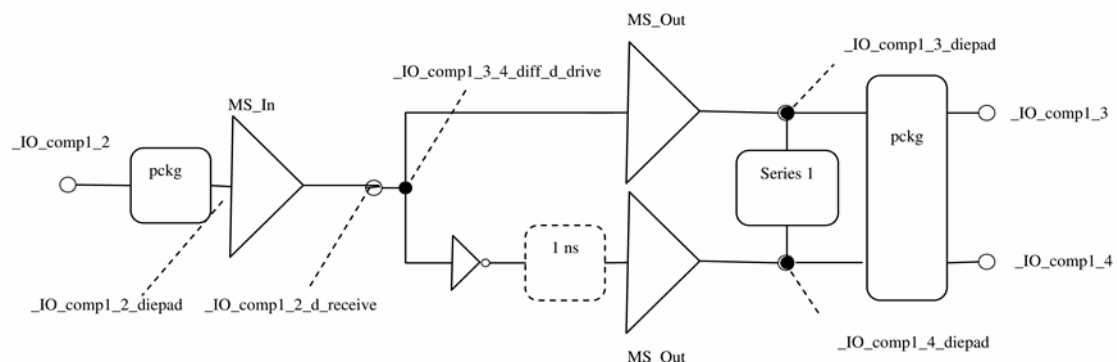 MS_Out
_IO_comp1_3_diepad
_IO_comp1_3_4_diff_d_drive
MS_In
_IO_comp1_2
_IO_comp1_3
pckg
pckg
Series 1
1 ns
_IO_comp1_4
_IO_comp1_2_diepad
_IO_comp1_2_d_receive
_IO_comp1_4_diepad
MS_Out